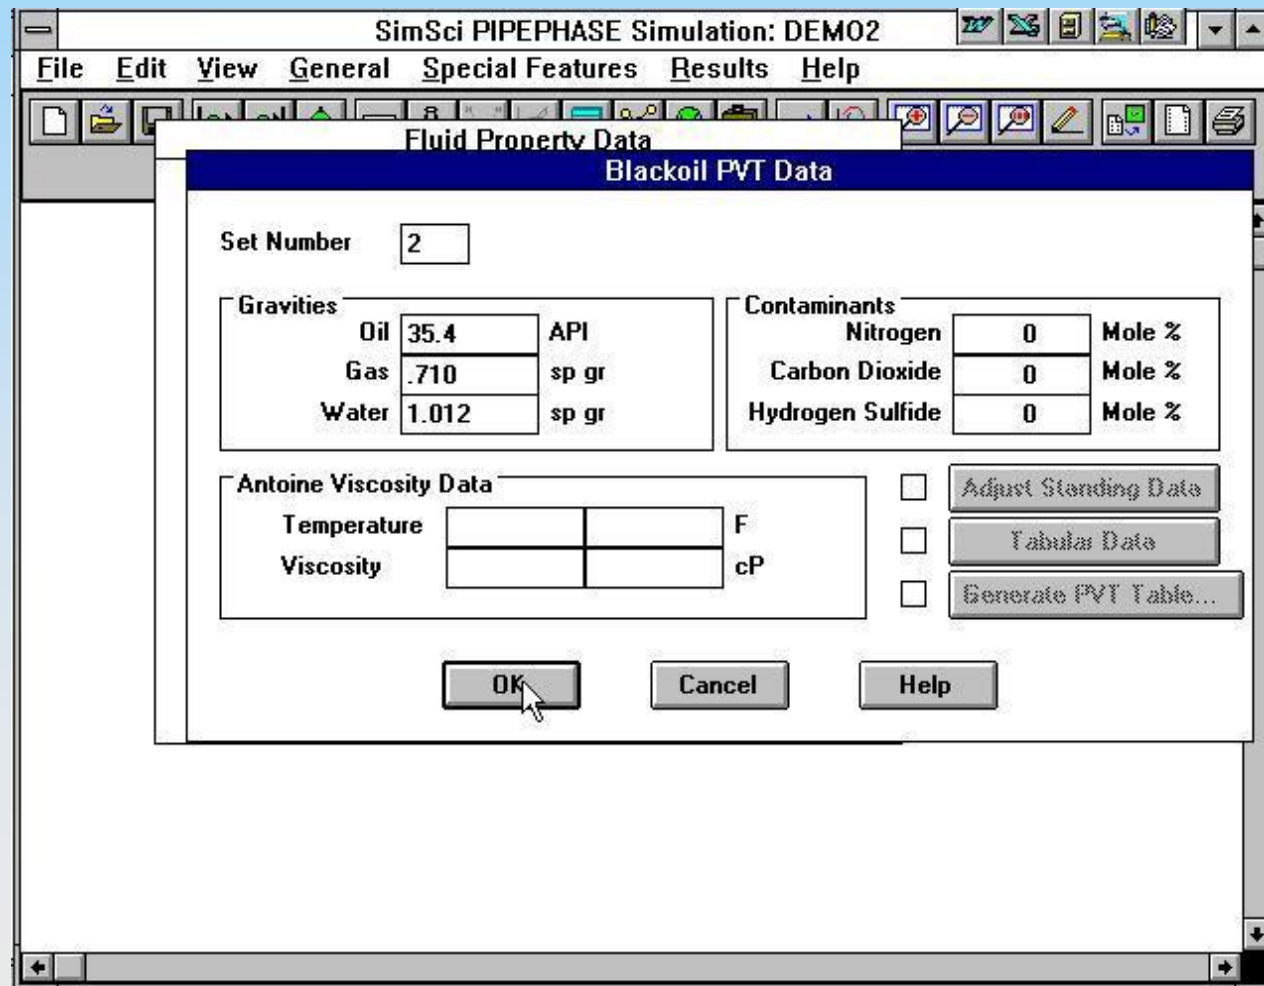 SimSci PIPEPHASE Simulation: DEMO2
File Edit View General Special Features Results Help
Fluid Property Data
Blackoil PVT Data
Set Number 2
Gravities
Oil 35.4 API
Gas .710 sp gr
Water 1.012 sp gr
Contaminants
Nitrogen 0 Mole %
Carbon Dioxide 0 Mole %
Hydrogen Sulfide 0 Mole %
Antoine Viscosity Data
Temperature F
Viscosity cP
Adjust Standing Data
Tabular Data
Generate PVT Table...
OK Cancel Help